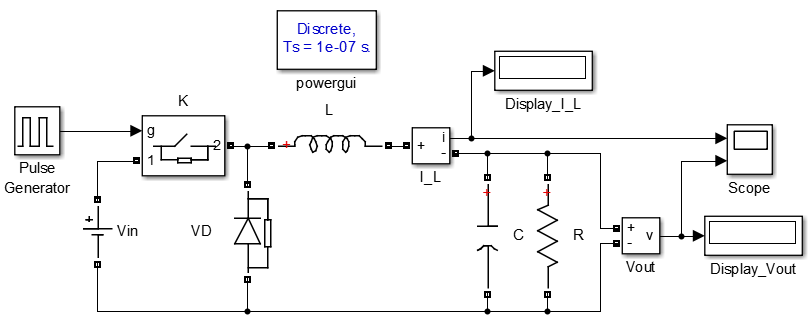 Discrete,
Ts = 1e-07 s.
powergui
Display_I_L
K
L
g
1
2
+
i
-
I_L
Scope
Pulse
Generator
+
Vin
VD
+
+
+
C
R
+
-
v
Vout
Display_Vout